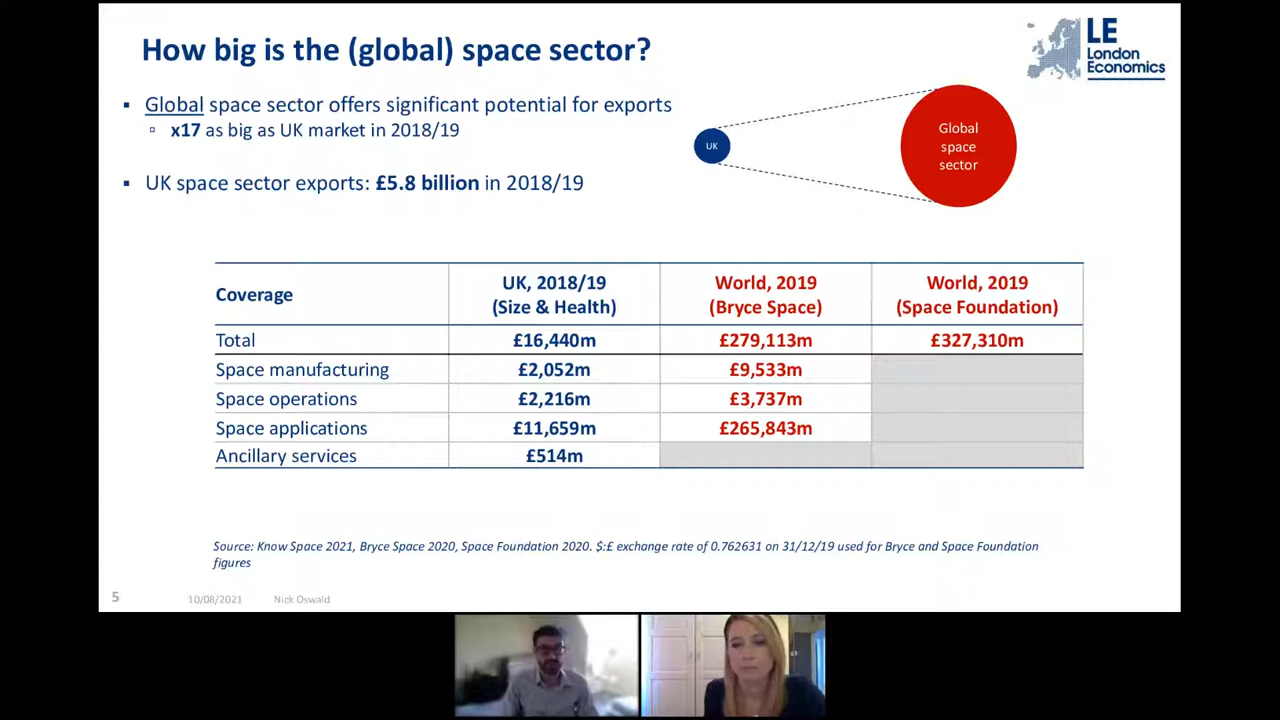 How big is the (global) space sector?
LE
London
Economics
▪ Global space sector offers significant potential for exports
▫ x17 as big as UK market in 2018/19
▪ UK space sector exports: £5.8 billion in 2018/19
UK
Global
space
sector
Coverage
UK, 2018/19
(Size & Health)
World, 2019
(Bryce Space)
World, 2019
(Space Foundation)
Total £16,440m £279,113m £327,310m
Space manufacturing £2,052m £9,533m
Space operations £2,216m £3,737m
Space applications £11,659m £265,843m
Ancillary services £514m
Source: Know Space 2021, Bryce Space 2020, Space Foundation 2020. $:£ exchange rate of 0.762631 on 31/12/19 used for Bryce and Space Foundation
figures
5 10/08/2021 Nick Oswald